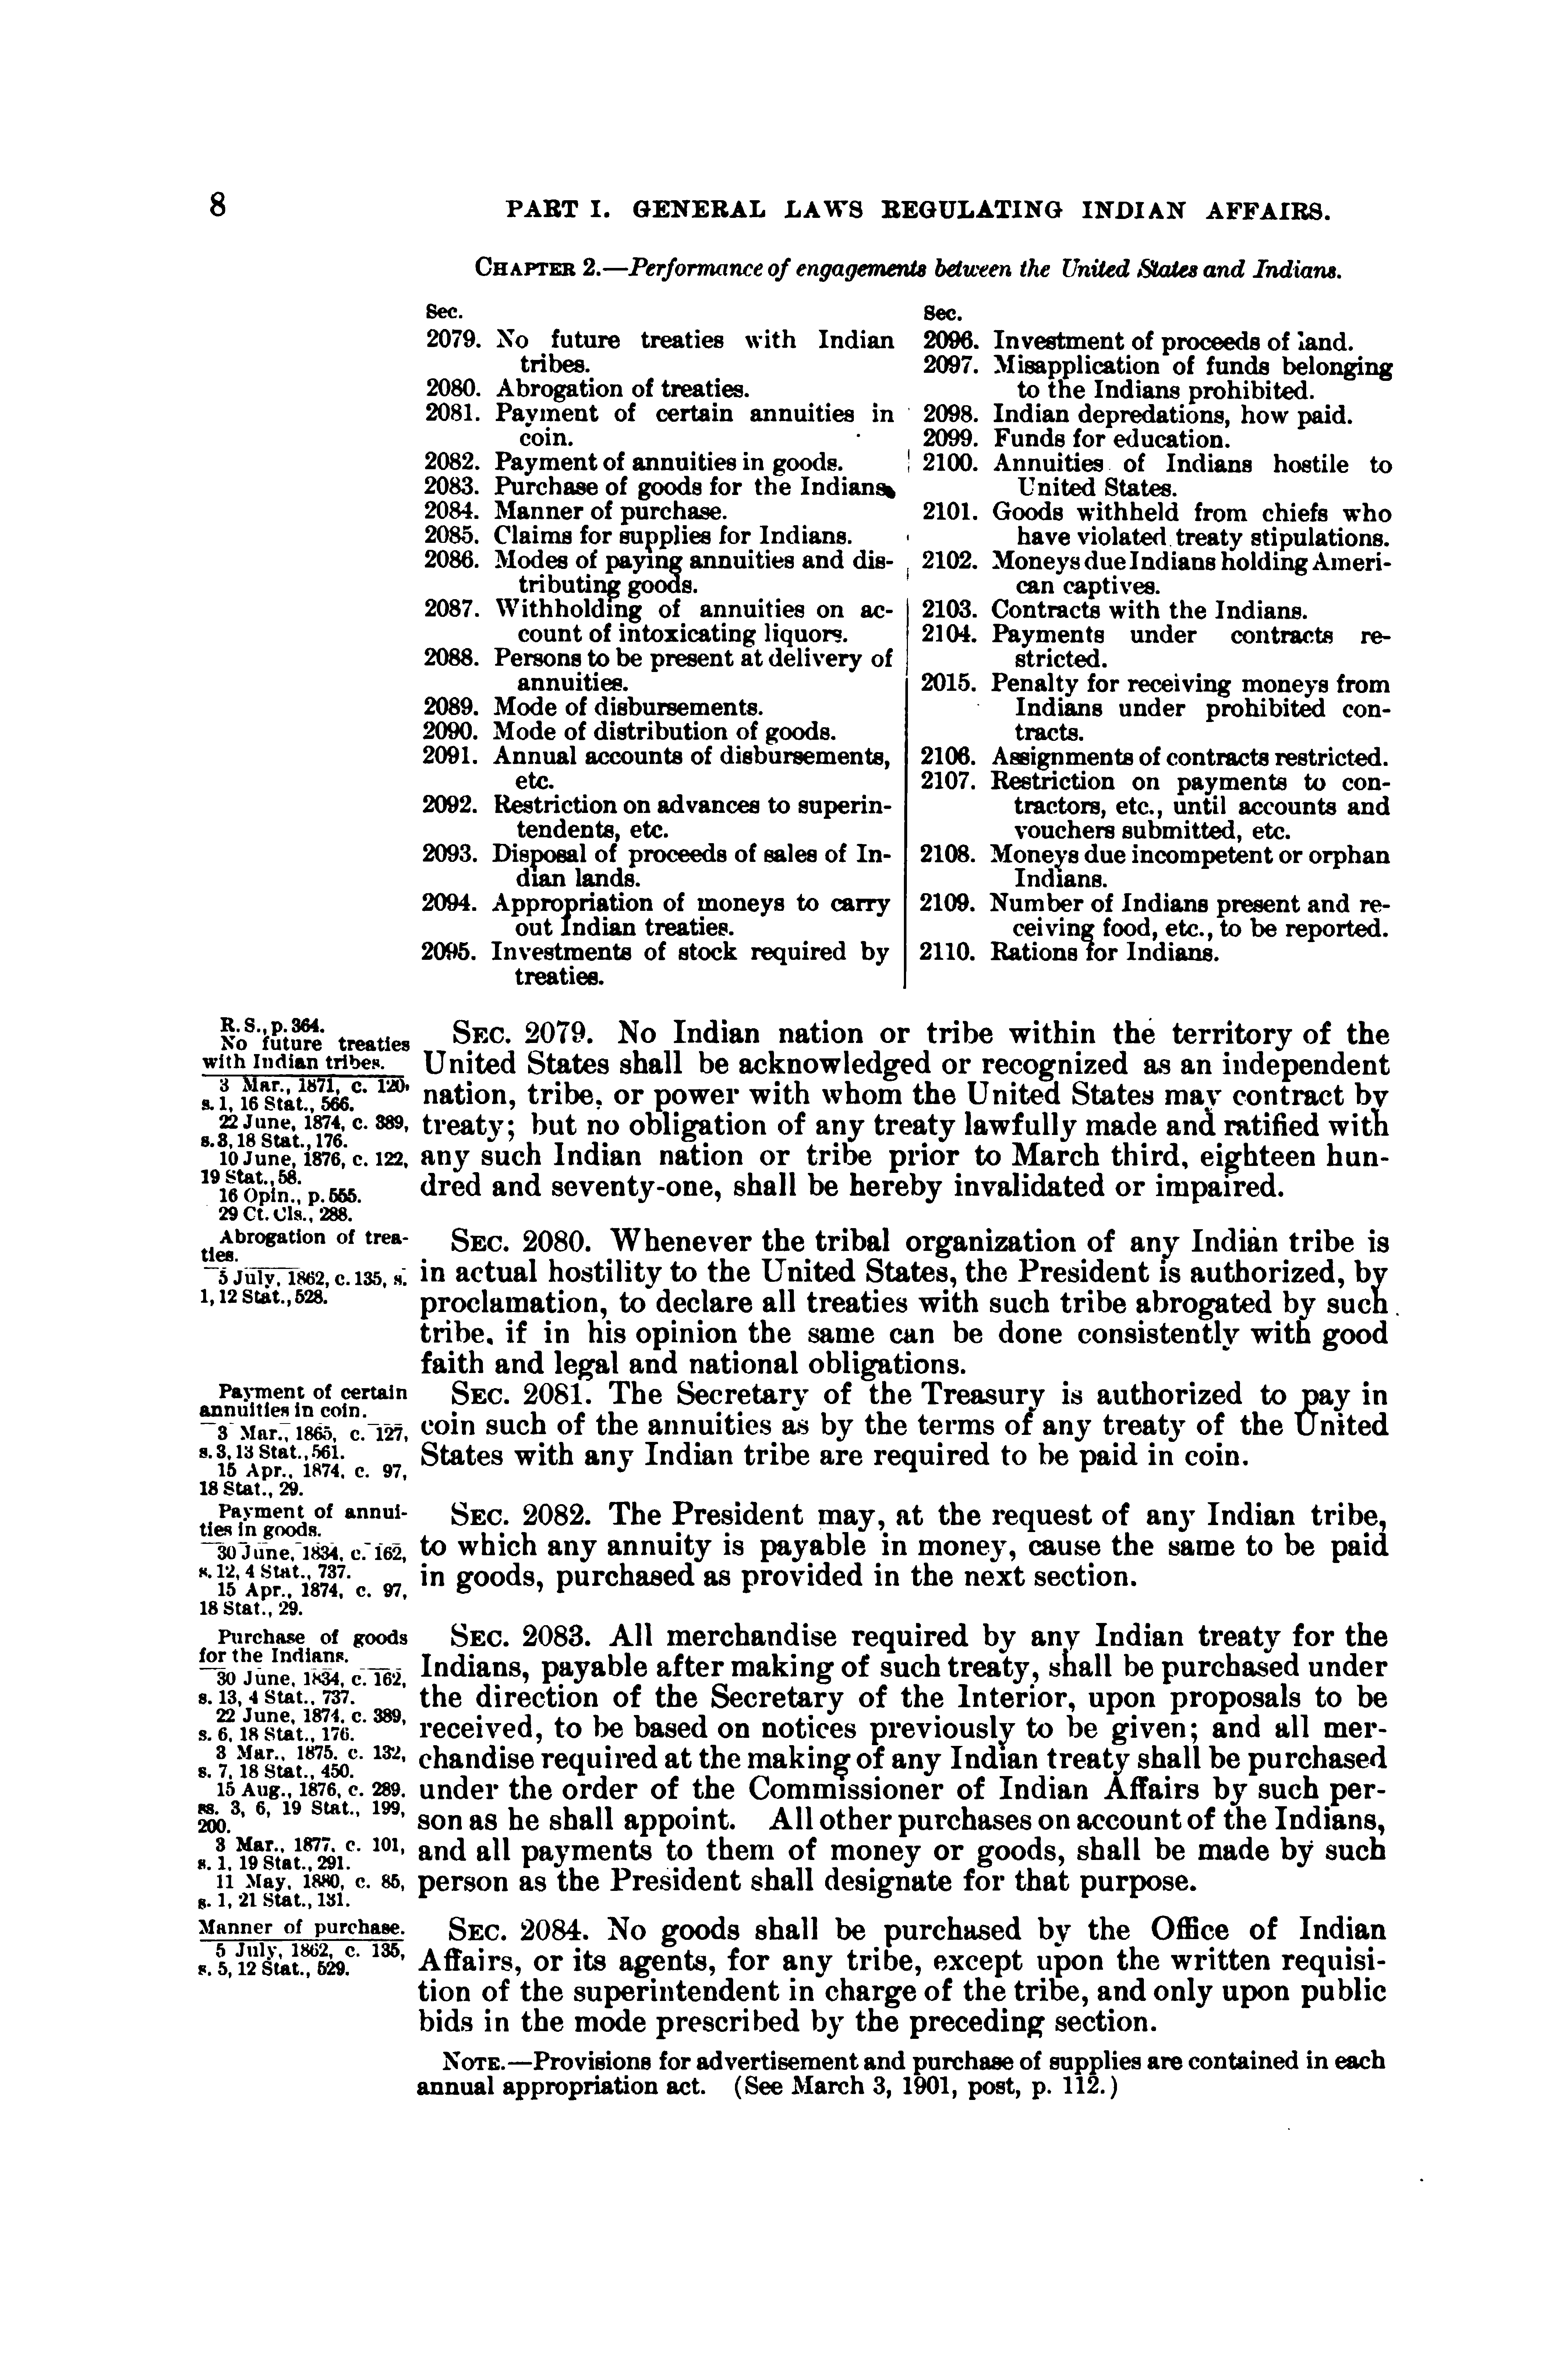 8
PART I. GENERAL LAWS REGULATING INDIAN AFFAIRS.
CHAPTER 2.—Performance of engagements between the United States and Indians.
Sec.
2079. No future treaties with Indian
tribes.
2080. Abrogation of treaties.
2081. Payment of certain annuities in
coin.
2082. Payment of annuities in goods.
2083. Purchase of goods for the Indians.
2084. Manner of purchase.
2085. Claims for supplies for Indians.
2086. Modes of paying annuities and dis-
tributing goods.
2087. Withholding of annuities on ac-
count of intoxicating liquors.
2088. Persons to be present at delivery of
annuities.
2089. Mode of disbursements.
2090. Mode of distribution of goods.
2091. Annual accounts of disbursements,
etc.
2092. Restriction on advances to superin-
tendents, etc.
2093. Disposal of proceeds of sales of In-
dian lands.
2094. Appropriation of moneys to carry
out Indian treaties.
2095. Investments of stock required by
treaties.
Sec.
2096. Investment of proceeds of land.
2097. Misapplication of funds belonging
to the Indians prohibited.
2098. Indian depredations, how paid.
2099. Funds for education.
2100. Annuities of Indians hostile to
United States.
2101. Goods withheld from chiefs who
have violated treaty stipulations.
2102. Moneys due Indians holding Ameri-
can captives.
2103. Contracts with the Indians.
2104. Payments under contracts re-
stricted.
2015. Penalty for receiving moneys from
Indians under prohibited con-
tracts.
2106. Assignments of contracts restricted.
2107. Restriction on payments to con-
tractors, etc., until accounts and
vouchers submitted, etc.
2108. Moneys due incompetent or orphan
Indians.
2109. Number of Indians present and re-
ceiving food, etc., to be reported.
2110. Rations for Indians.
R. S., p. 364.
No future treaties
with Indian tribes.
3 Mar., 1871, c. 120,
s. 1, 16 Stat., 566.
22 June, 1874, c. 389,
s. 3, 18 Stat., 176.
10 June, 1876, c. 122,
19 Stat., 58.
16 Opin., p. 555.
29 Ct. Cls., 288.
SEC. 2079. No Indian nation or tribe within the territory of the
United States shall be acknowledged or recognized as an independent
nation, tribe, or power with whom the United States may contract by
treaty; but no obligation of any treaty lawfully made and ratified with
any such Indian nation or tribe prior to March third, eighteen hun-
dred and seventy-one, shall be hereby invalidated or impaired.
Abrogation of trea-
ties.
5 July, 1862, c. 135, s.
1, 12 Stat., 528.
SEC. 2080. Whenever the tribal organization of any Indian tribe is
in actual hostility to the United States, the President is authorized, by
proclamation, to declare all treaties with such tribe abrogated by such
tribe, if in his opinion the same can be done consistently with good
faith and legal and national obligations.
Payment of certain
annuities in coin.
3 Mar., 1865, c. 127,
s. 3, 13 Stat., 561.
15 Apr., 1874, c. 97,
18 Stat., 29.
SEC. 2081. The Secretary of the Treasury is authorized to pay in
coin such of the annuities as by the terms of any treaty of the United
States with any Indian tribe are required to be paid in coin.
Payment of annui-
ties in goods.
30 June, 1834, c. 162,
s. 12, 4 Stat., 737.
15 Apr., 1874, c. 97,
18 Stat., 29.
SEC. 2082. The President may, at the request of any Indian tribe,
to which any annuity is payable in money, cause the same to be paid
in goods, purchased as provided in the next section.
Purchase of goods
for the Indians.
30 June, 1834, c. 162,
s. 13, 4 Stat., 737.
22 June, 1874, c. 389,
s. 6, 18 Stat., 176.
3 Mar., 1875, c. 132,
s. 7, 18 Stat., 450.
15 Aug., 1876, c. 289,
ss. 3, 6, 19 Stat., 199,
200.
3 Mar., 1877, c. 101,
s. 1, 19 Stat., 291.
11 May, 1880, c. 85,
s. 1, 21 Stat., 131.
SEC. 2083. All merchandise required by any Indian treaty for the
Indians, payable after making of such treaty, shall be purchased under
the direction of the Secretary of the Interior, upon proposals to be
received, to be based on notices previously to be given; and all mer-
chandise required at the making of any Indian treaty shall be purchased
under the order of the Commissioner of Indian Affairs by such per-
son as he shall appoint. All other purchases on account of the Indians,
and all payments to them of money or goods, shall be made by such
person as the President shall designate for that purpose.
Manner of purchase.
5 July, 1862, c. 135,
s. 5, 12 Stat., 529.
SEC. 2084. No goods shall be purchased by the Office of Indian
Affairs, or its agents, for any tribe, except upon the written requisi-
tion of the superintendent in charge of the tribe, and only upon public
bids in the mode prescribed by the preceding section.
NOTE.—Provisions for advertisement and purchase of supplies are contained in each
annual appropriation act. (See March 3, 1901, post, p. 112.)